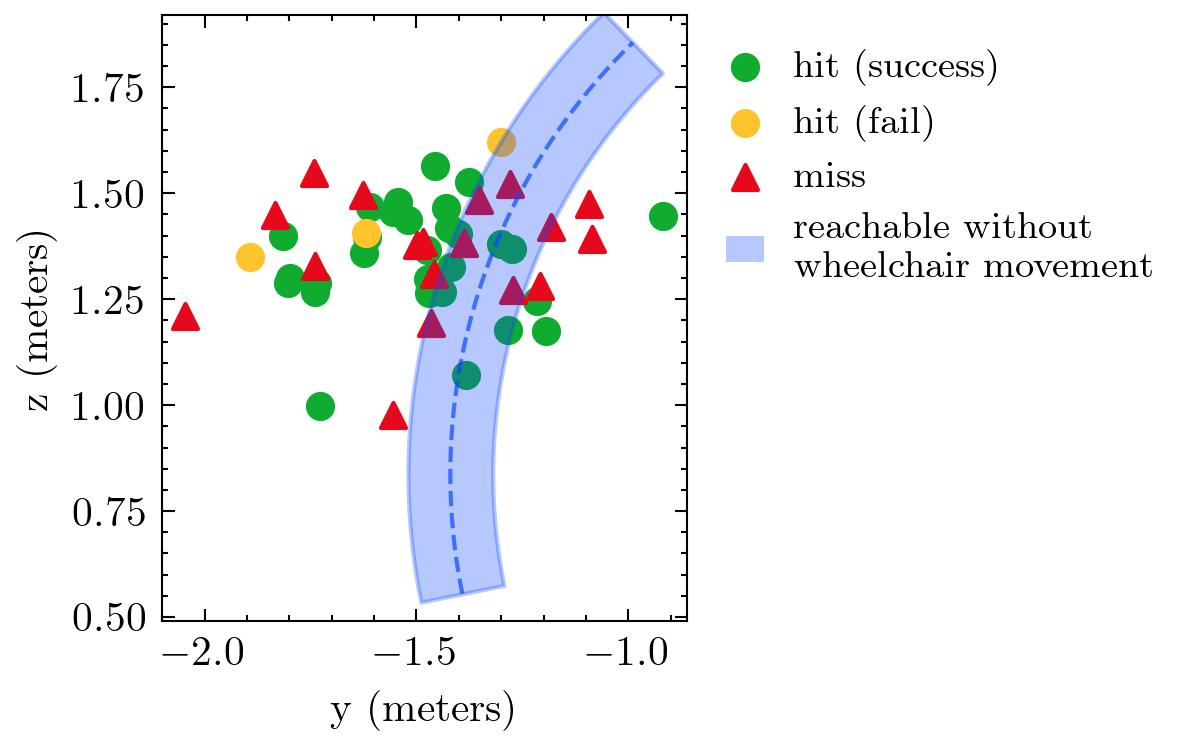 1.75
1.50
1.25
1.00
0.75
0.50
z (meters)
−2.0 −1.5 −1.0
y (meters)
hit (success)
hit (fail)
miss
reachable without
wheelchair movement